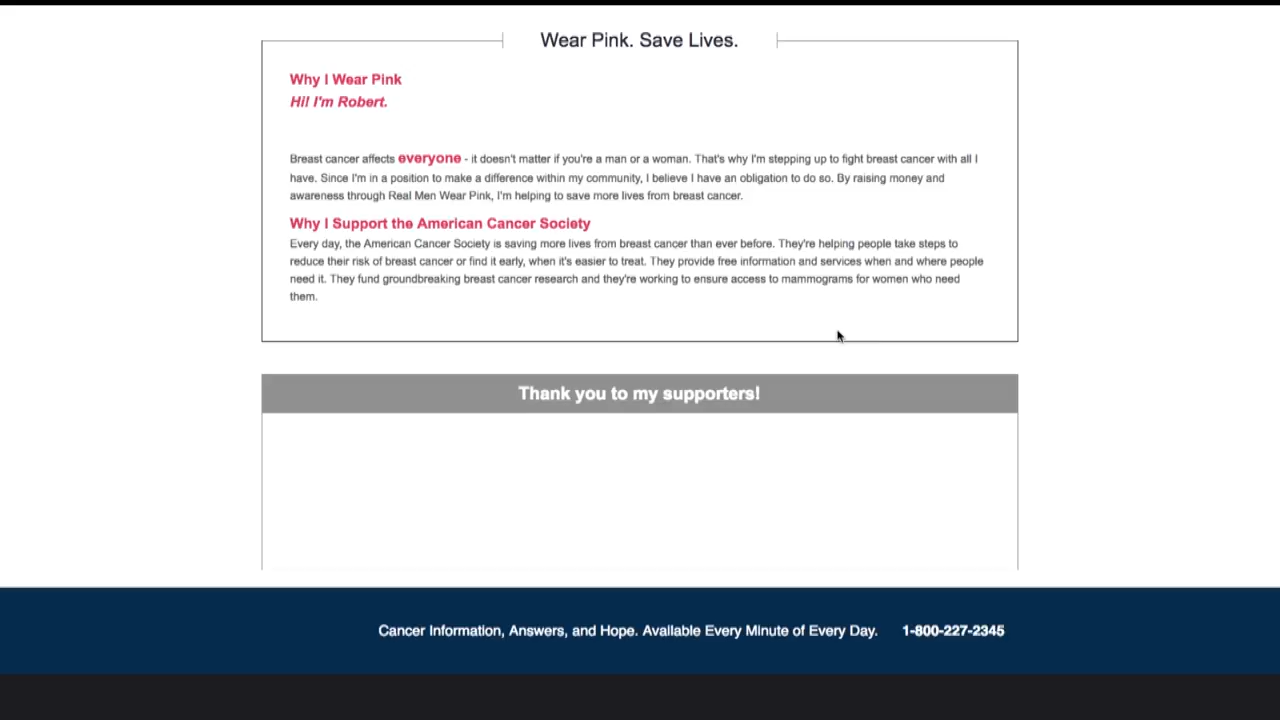 Wear Pink. Save Lives.
Why I Wear Pink
Hi! I'm Robert.
Breast cancer affects everyone - it doesn't matter if you're a man or a woman. That's why I'm stepping up to fight breast cancer with all I
have. Since I'm in a position to make a difference within my community, I believe I have an obligation to do so. By raising money and
awareness through Real Men Wear Pink, I'm helping to save more lives from breast cancer.
Why I Support the American Cancer Society
Every day, the American Cancer Society is saving more lives from breast cancer than ever before. They're helping people take steps to
reduce their risk of breast cancer or find it early, when it's easier to treat. They provide free information and services when and where people
need it. They fund groundbreaking breast cancer research and they're working to ensure access to mammograms for women who need
them.
Thank you to my supporters!
Cancer Information, Answers, and Hope. Available Every Minute of Every Day. 1-800-227-2345